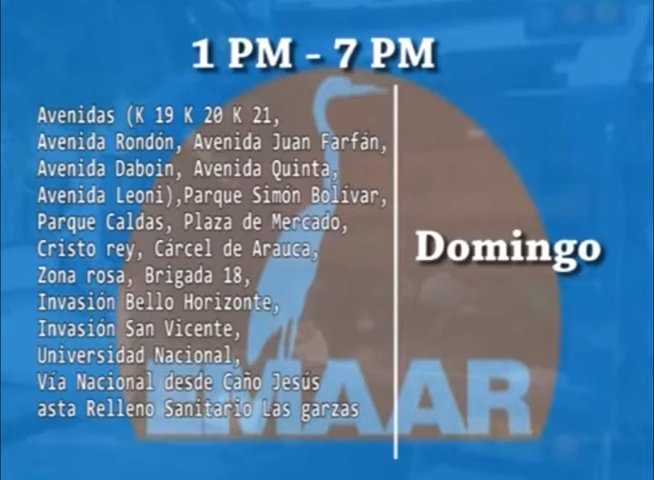 1 PM - 7 PM
Avenidas (K 19 K 20 K 21,
Avenida Rondón, Avenida Juan Farfán,
Avenida Daboin, Avenida Quinta,
Avenida Leoni),Parque Simón Bolívar,
Parque Caldas, Plaza de Mercado,
Cristo rey, Cárcel de Arauca,
Zona rosa, Brigada 18,
Invasión Bello Horizonte,
Invasión San Vicente,
Universidad Nacional,
Vía Nacional desde Caño Jesús
asta Relleno Sanitario Las garzas
Domingo
EMAAR